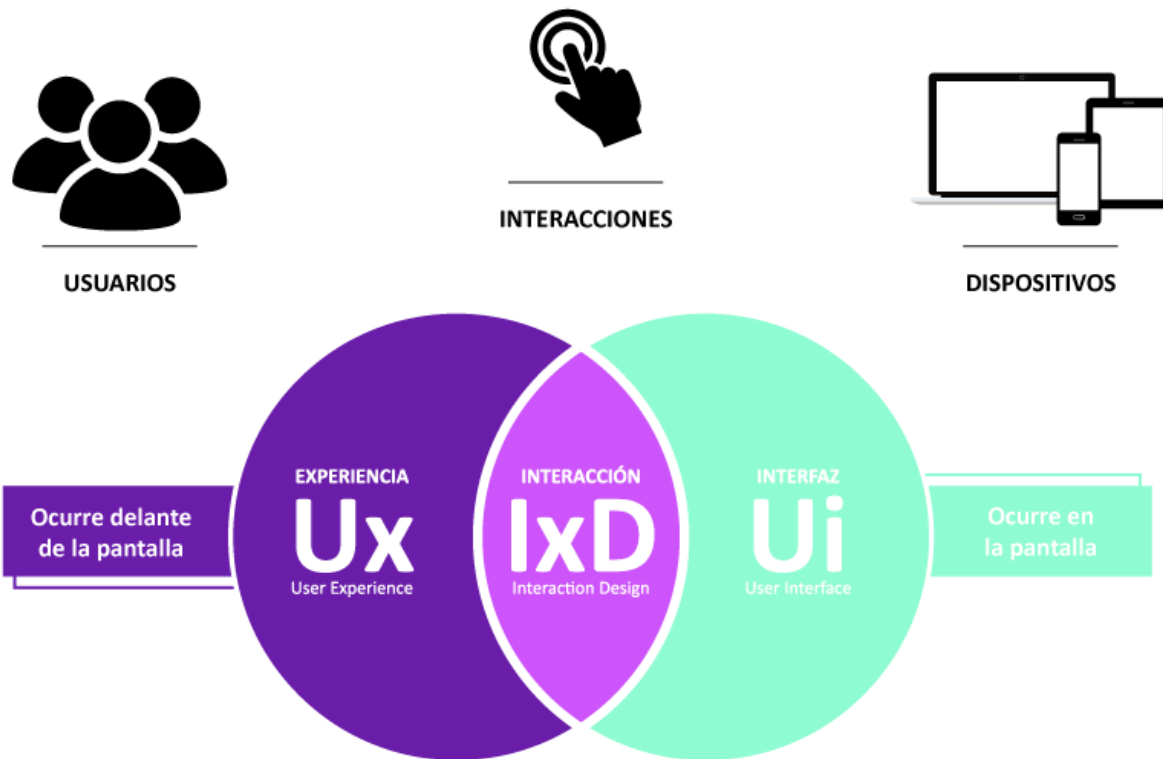 INTERACCIONES
USUARIOS
DISPOSITIVOS
EXPERIENCIA
Ux
User Experience
INTERACCIÓN
IxD
Interaction Design
INTERFAZ
Ui
User Interface
Ocurre delante
de la pantalla
Ocurre en
la pantalla